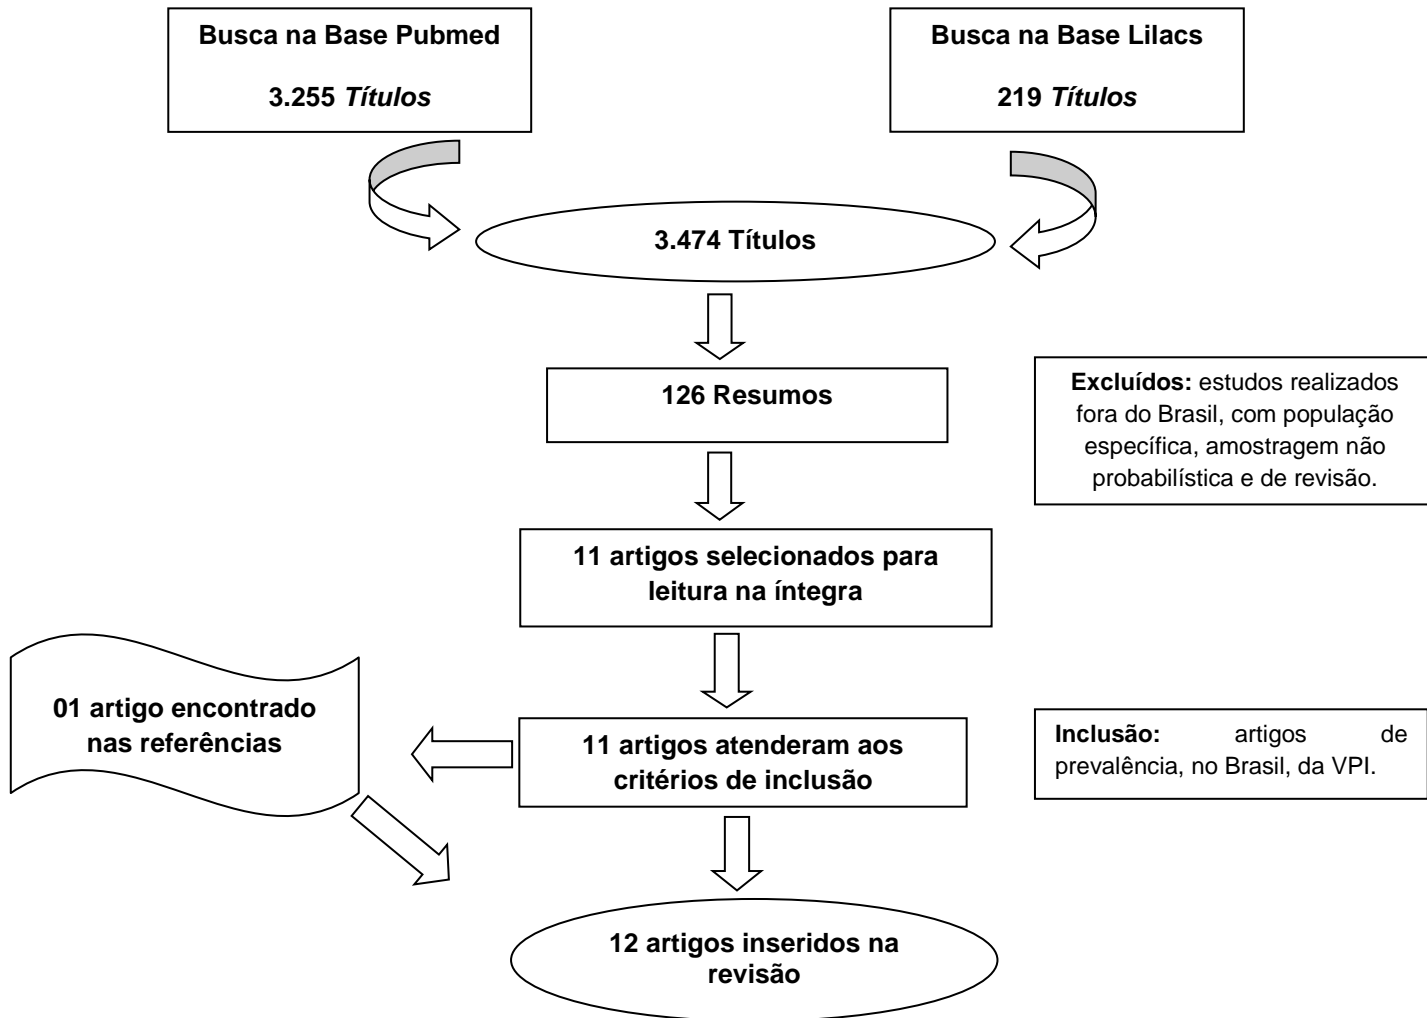 Busca na Base Pubmed
3.255 Títulos
Busca na Base Lilacs
219 Títulos
3.474 Títulos
126 Resumos
Excluídos: estudos realizados
fora do Brasil, com população
específica, amostragem não
probabilística e de revisão.
11 artigos selecionados para
leitura na íntegra
01 artigo encontrado
nas referências
11 artigos atenderam aos
critérios de inclusão
Inclusão: artigos de
prevalência, no Brasil, da VPI.
12 artigos inseridos na
revisão